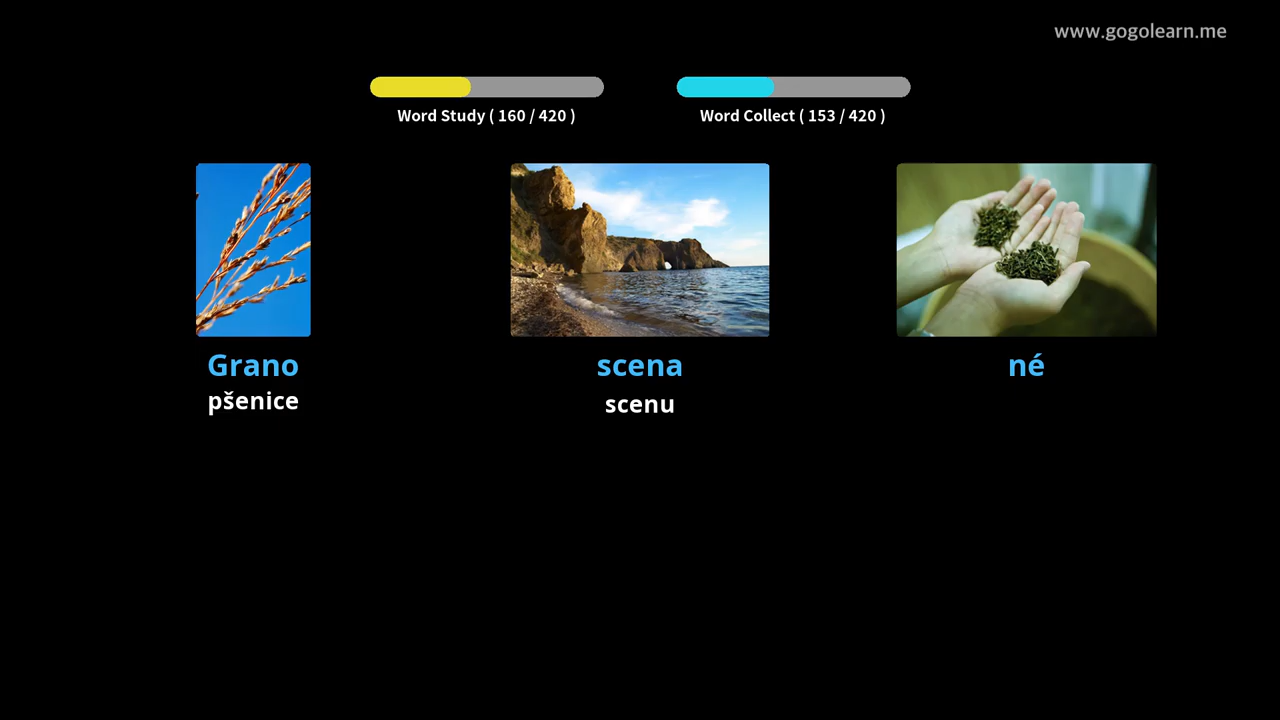 www.gogolearn.me
Word Study ( 160 / 420 )
Word Collect ( 153 / 420 )
Grano
pšenice
scena
scenu
né